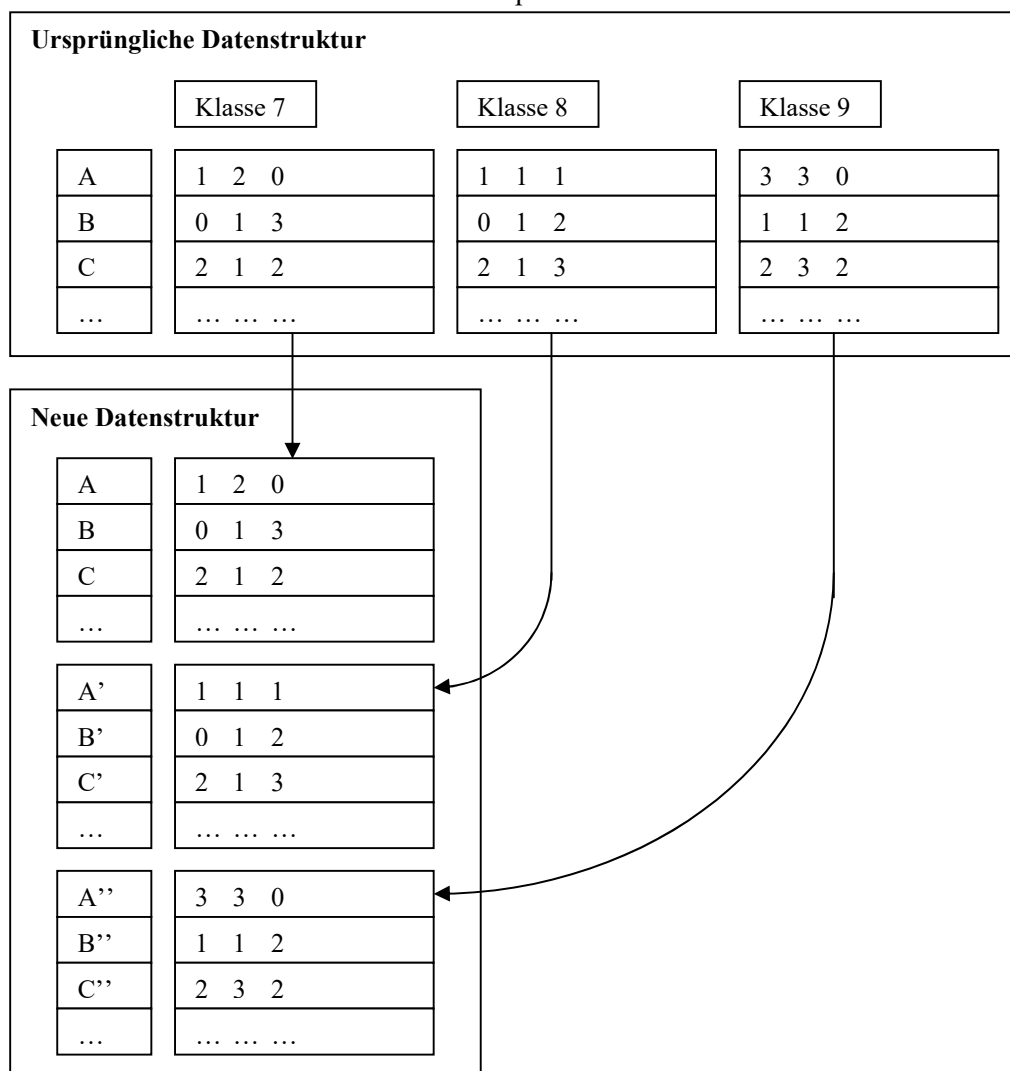 Ursprüngliche Datenstruktur
Klasse 7 Klasse 8 Klasse 9
A 1 2 0 1 1 1 3 3 0
B 0 1 3 0 1 2 1 1 2
C 2 1 2 2 1 3 2 3 2
… … … … … … … … … …
Neue Datenstruktur
A 1 2 0
B 0 1 3
C 2 1 2
… … … …
A' 1 1 1
B' 0 1 2
C’ 2 1 3
… … … …
A’’ 3 3 0
B’’ 1 1 2
C’’ 2 3 2
… … … …